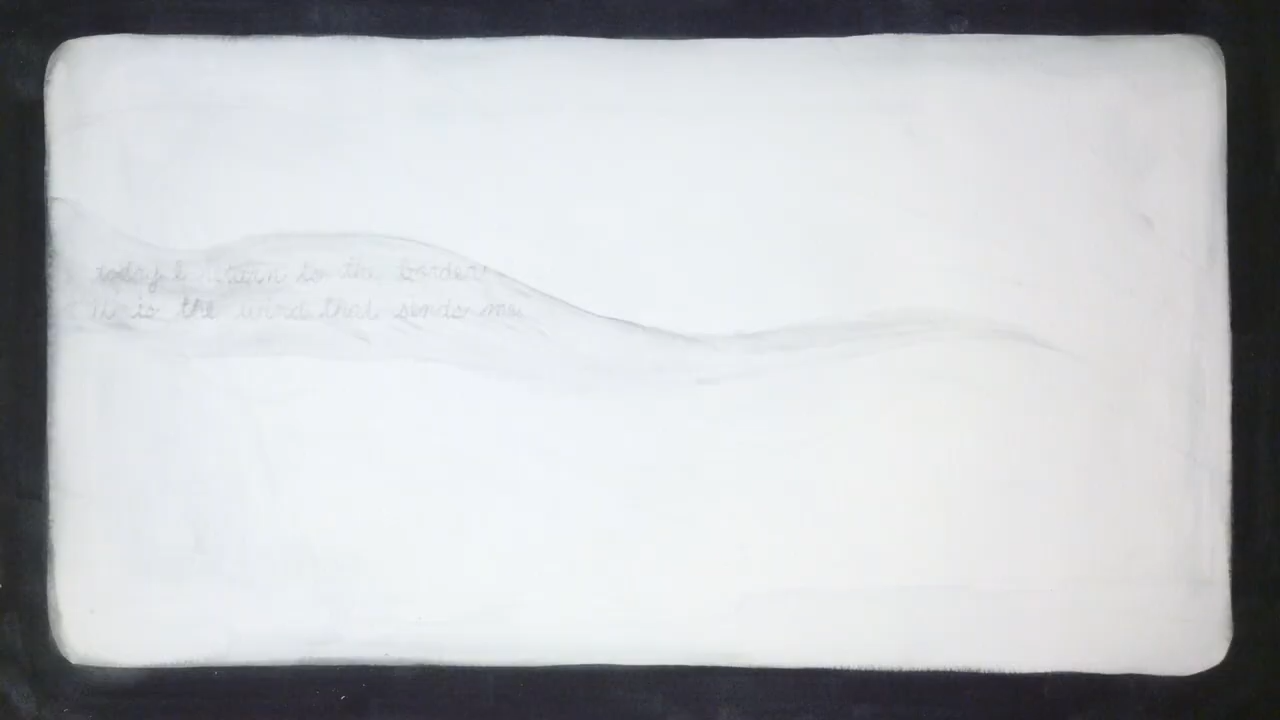 today I return to the border
it is the wind that sends me